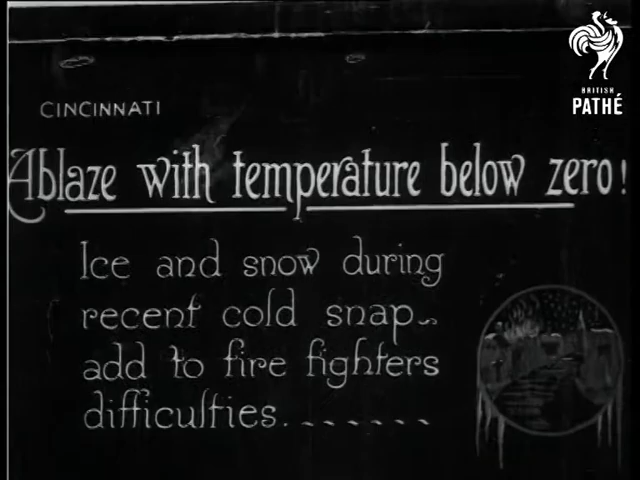 BRITISH
PATHÉ
CINCINNATI
Ablaze with temperature below zero!
Ice and snow during
recent cold snap..
add to fire fighters
difficulties.......